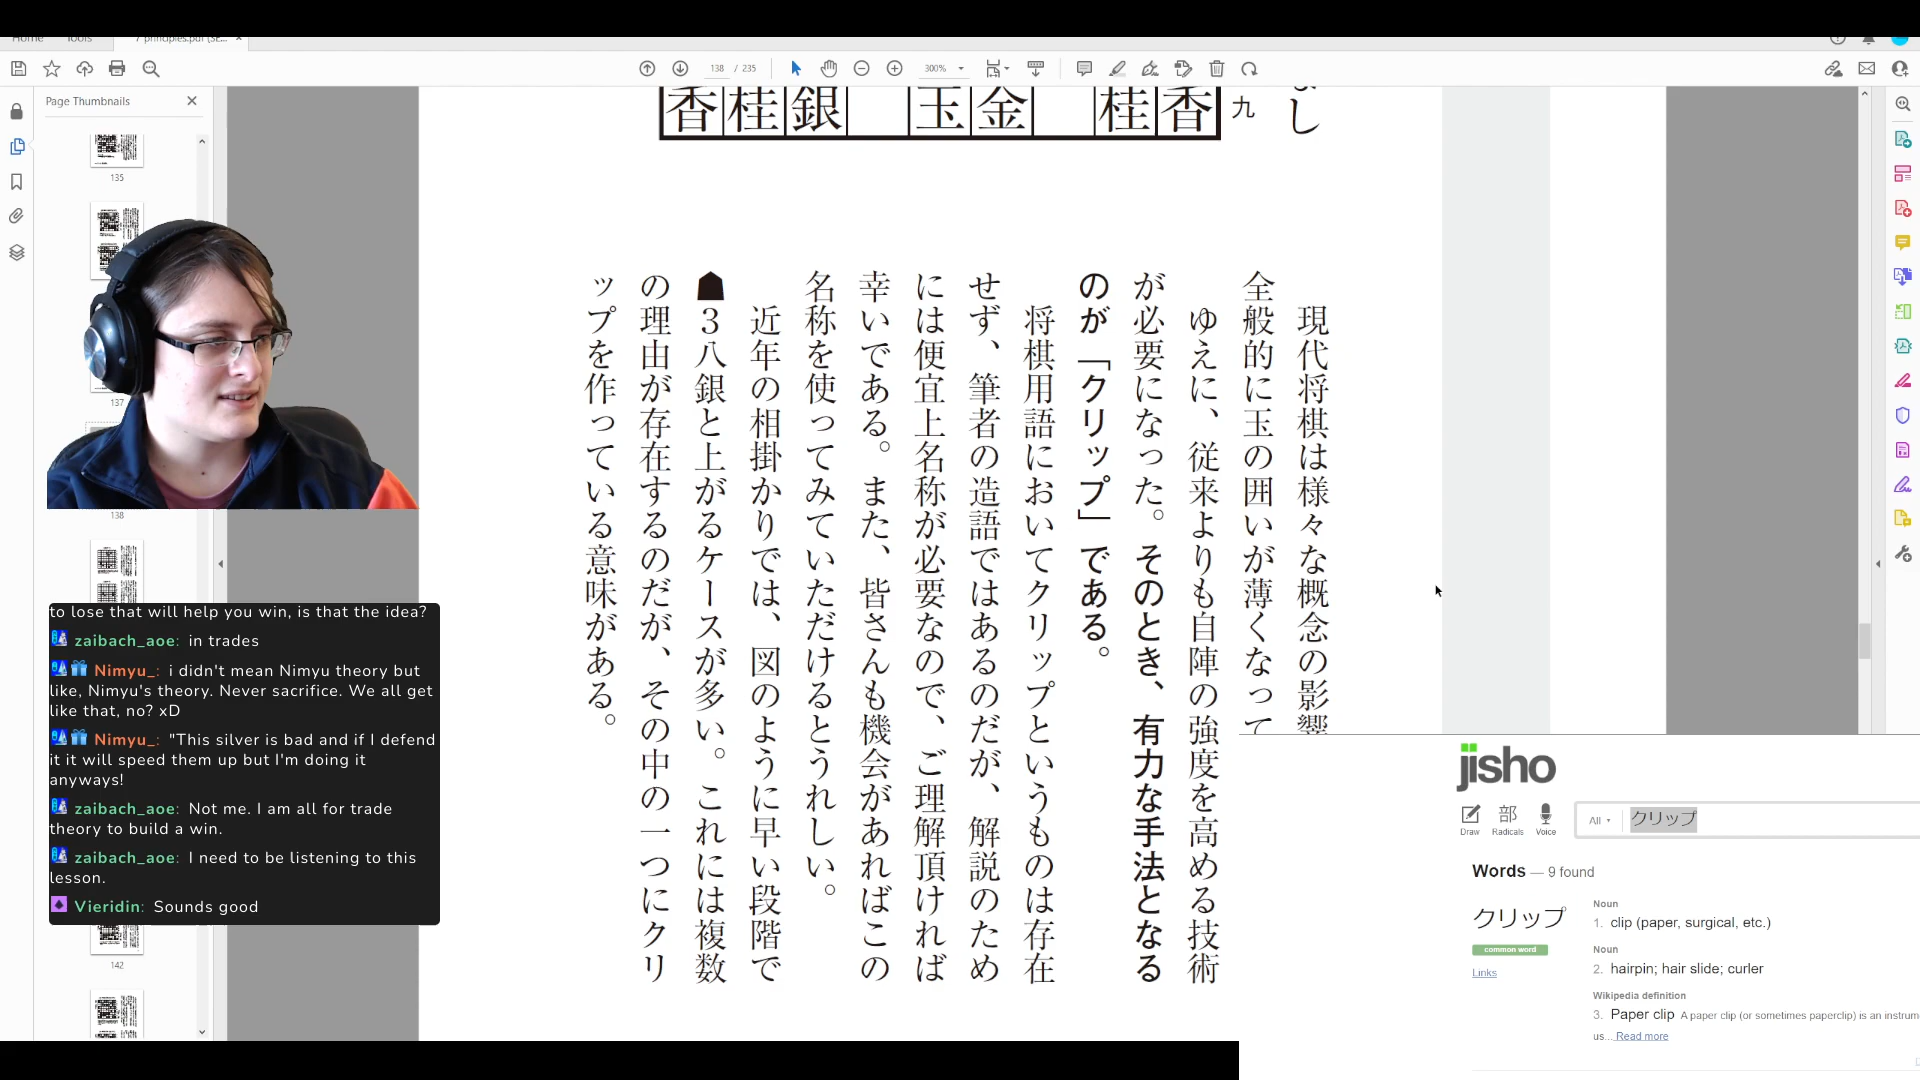 Home
Tools
7 principles.pdf (SE...
138 / 235
300%
Page Thumbnails
135
137
138
142
香桂銀 玉金 桂香
九
し
現代将棋は様々な概念の影響
全般的に玉の囲いが薄くなって
ゆえに、従来よりも自陣の強度を高める技術
が必要になった。そのとき、有力な手法となる
のが「クリップ」である。
将棋用語においてクリップというものは存在
せず、筆者の造語ではあるのだが、解説のため
には便宜上名称が必要なので、ご理解頂ければ
幸いである。また、皆さんも機会があればこの
名称を使ってみていただけるとうれしい。
近年の相掛かりでは、図のように早い段階で
☗3八銀と上がるケースが多い。これには複数
の理由が存在するのだが、その中の一つにクリ
ップを作っている意味がある。
to lose that will help you win, is that the idea?
zaibach_aoe: in trades
Nimyu_: i didn't mean Nimyu theory but
like, Nimyu's theory. Never sacrifice. We all get
like that, no? xD
Nimyu_: "This silver is bad and if I defend
it it will speed them up but I'm doing it
anyways!
zaibach_aoe: Not me. I am all for trade
theory to build a win.
zaibach_aoe: I need to be listening to this
lesson.
Vieridin: Sounds good
jisho
Draw
部
Radicals
Voice
All
クリップ
Words — 9 found
クリップ
common word
Links
Noun
1. clip (paper, surgical, etc.)
Noun
2. hairpin; hair slide; curler
Wikipedia definition
3. Paper clip A paper clip (or sometimes paperclip) is an instrum
us... Read more